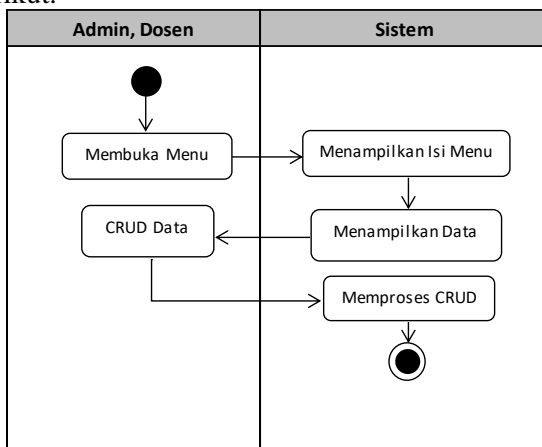 Admin, Dosen
Sistem
Membuka Menu
Menampilkan Isi Menu
CRUD Data
Menampilkan Data
Memproses CRUD